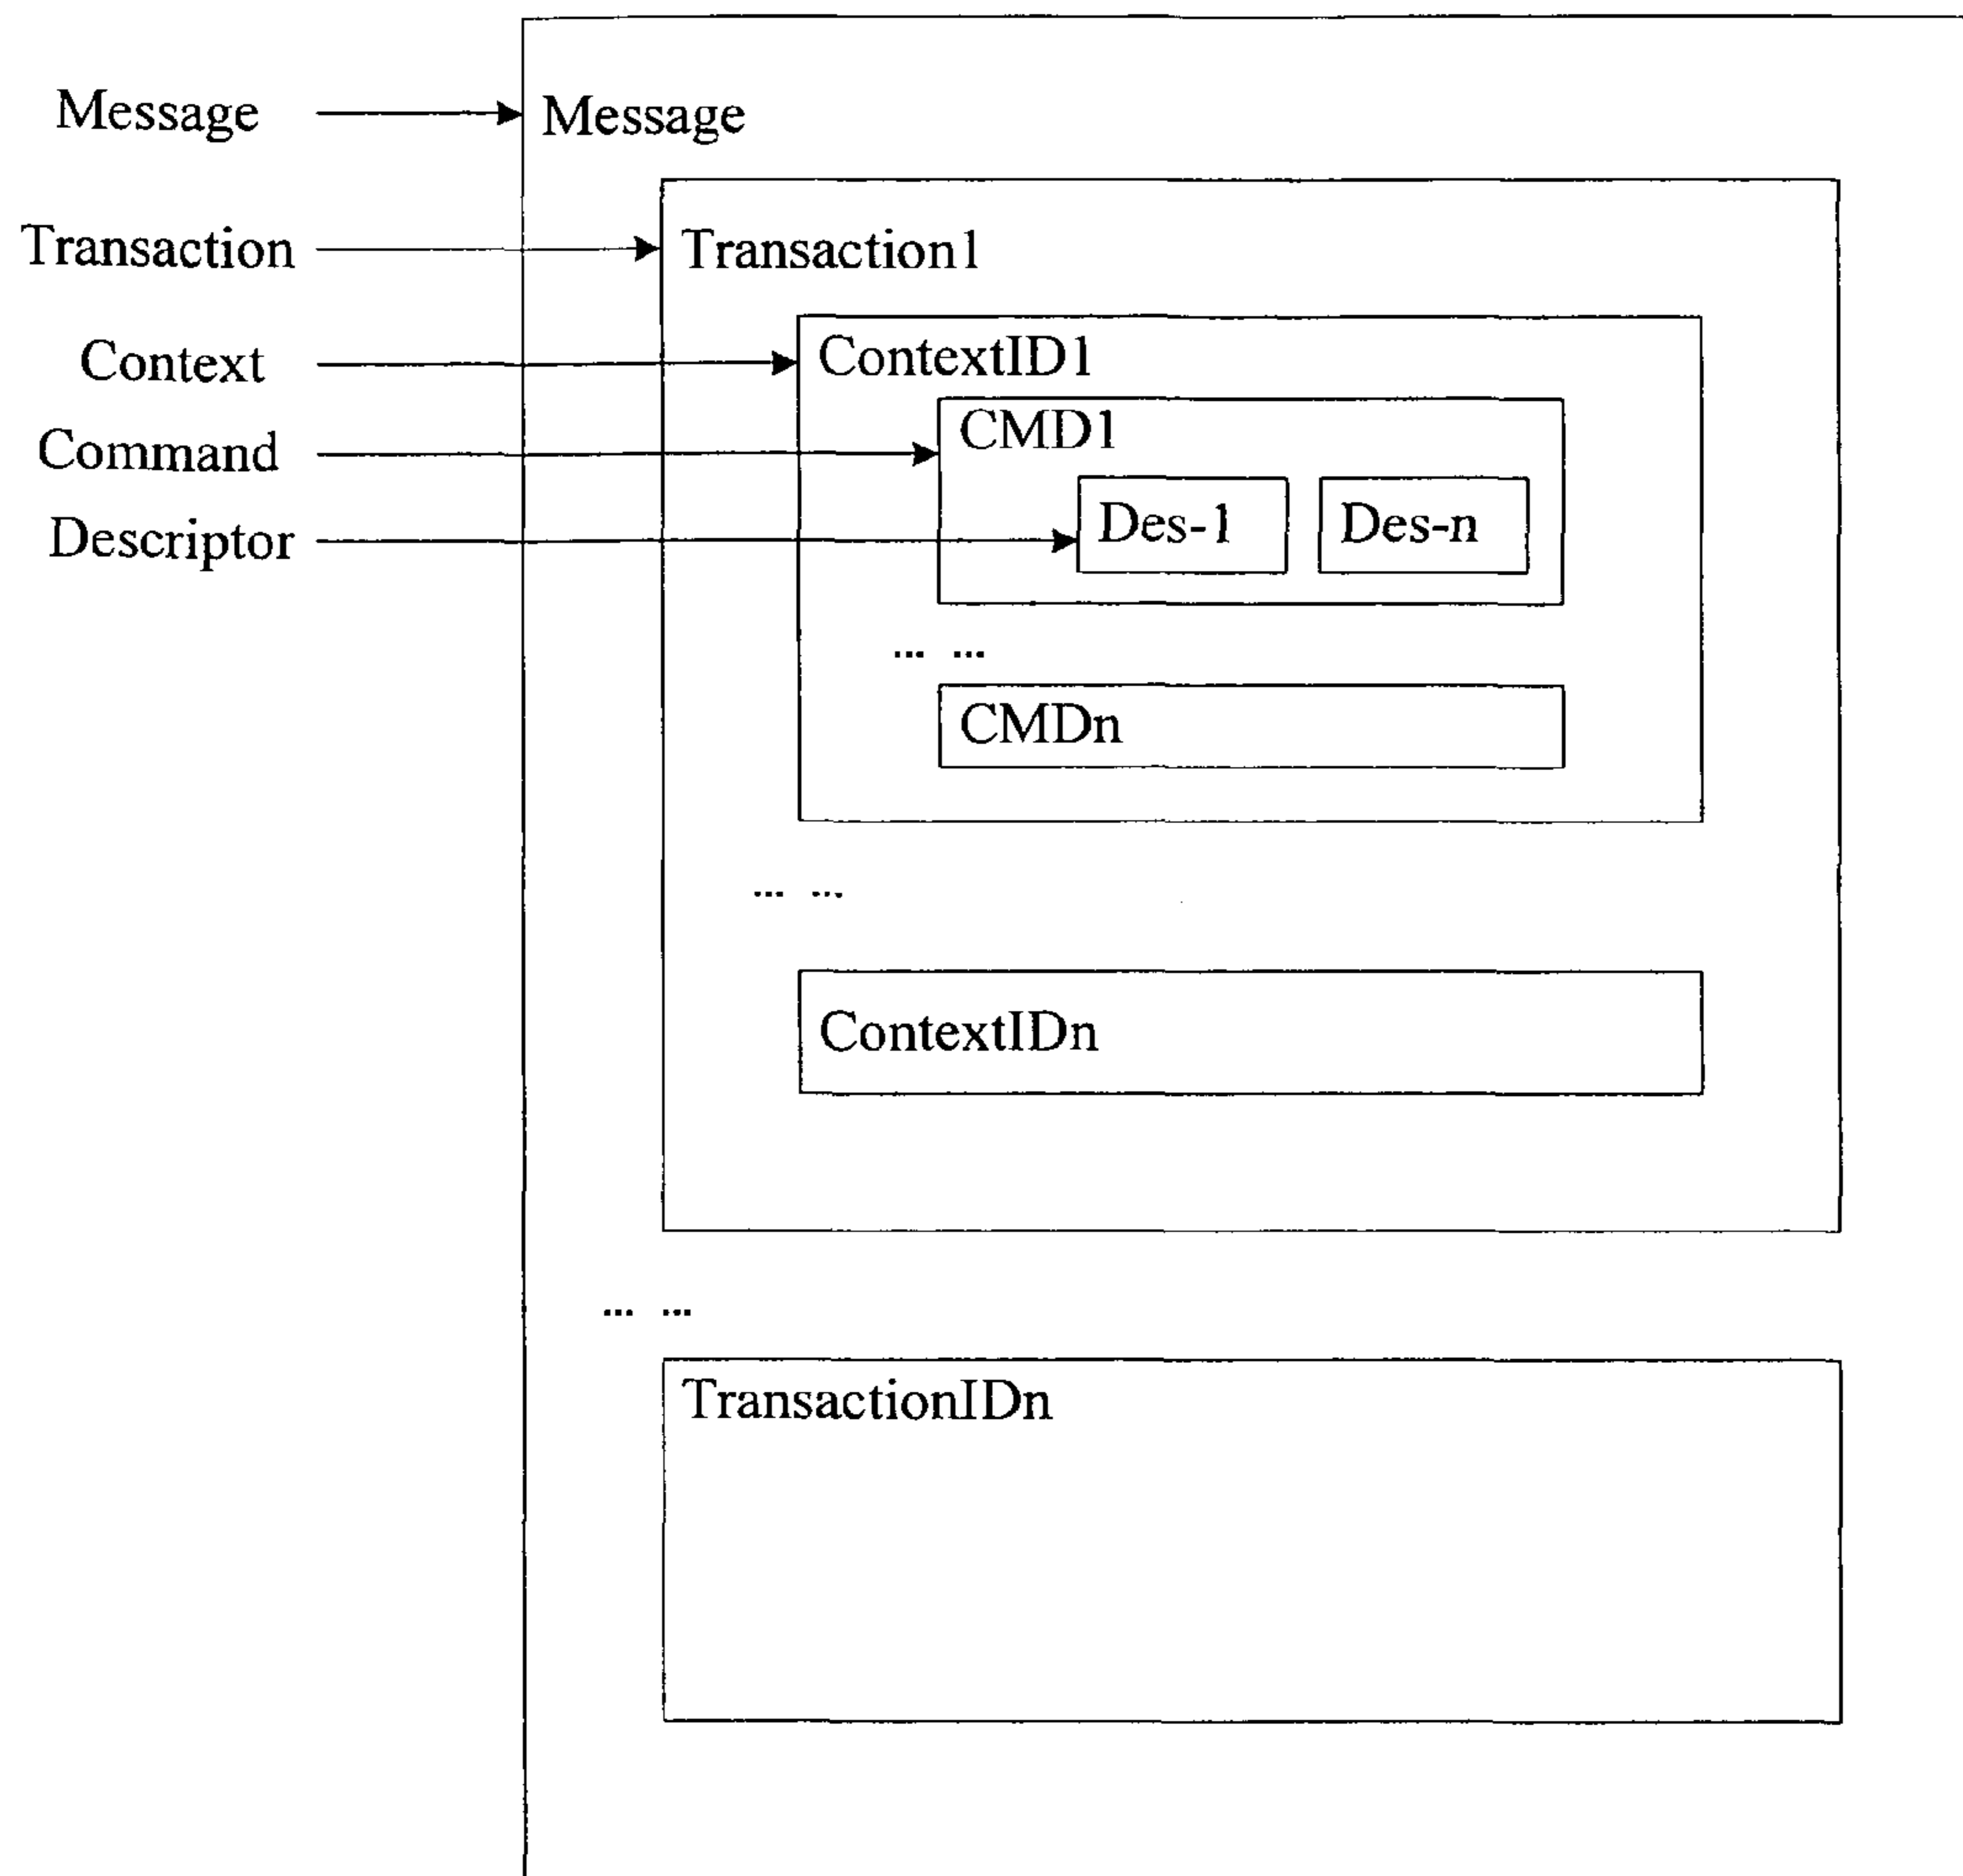 Message
Message
Transaction
Transaction1
Context
ContextID1
Command
CMD1
Descriptor
Des-1
Des-n
... ...
CMDn
... ...
ContextIDn
... ...
TransactionIDn